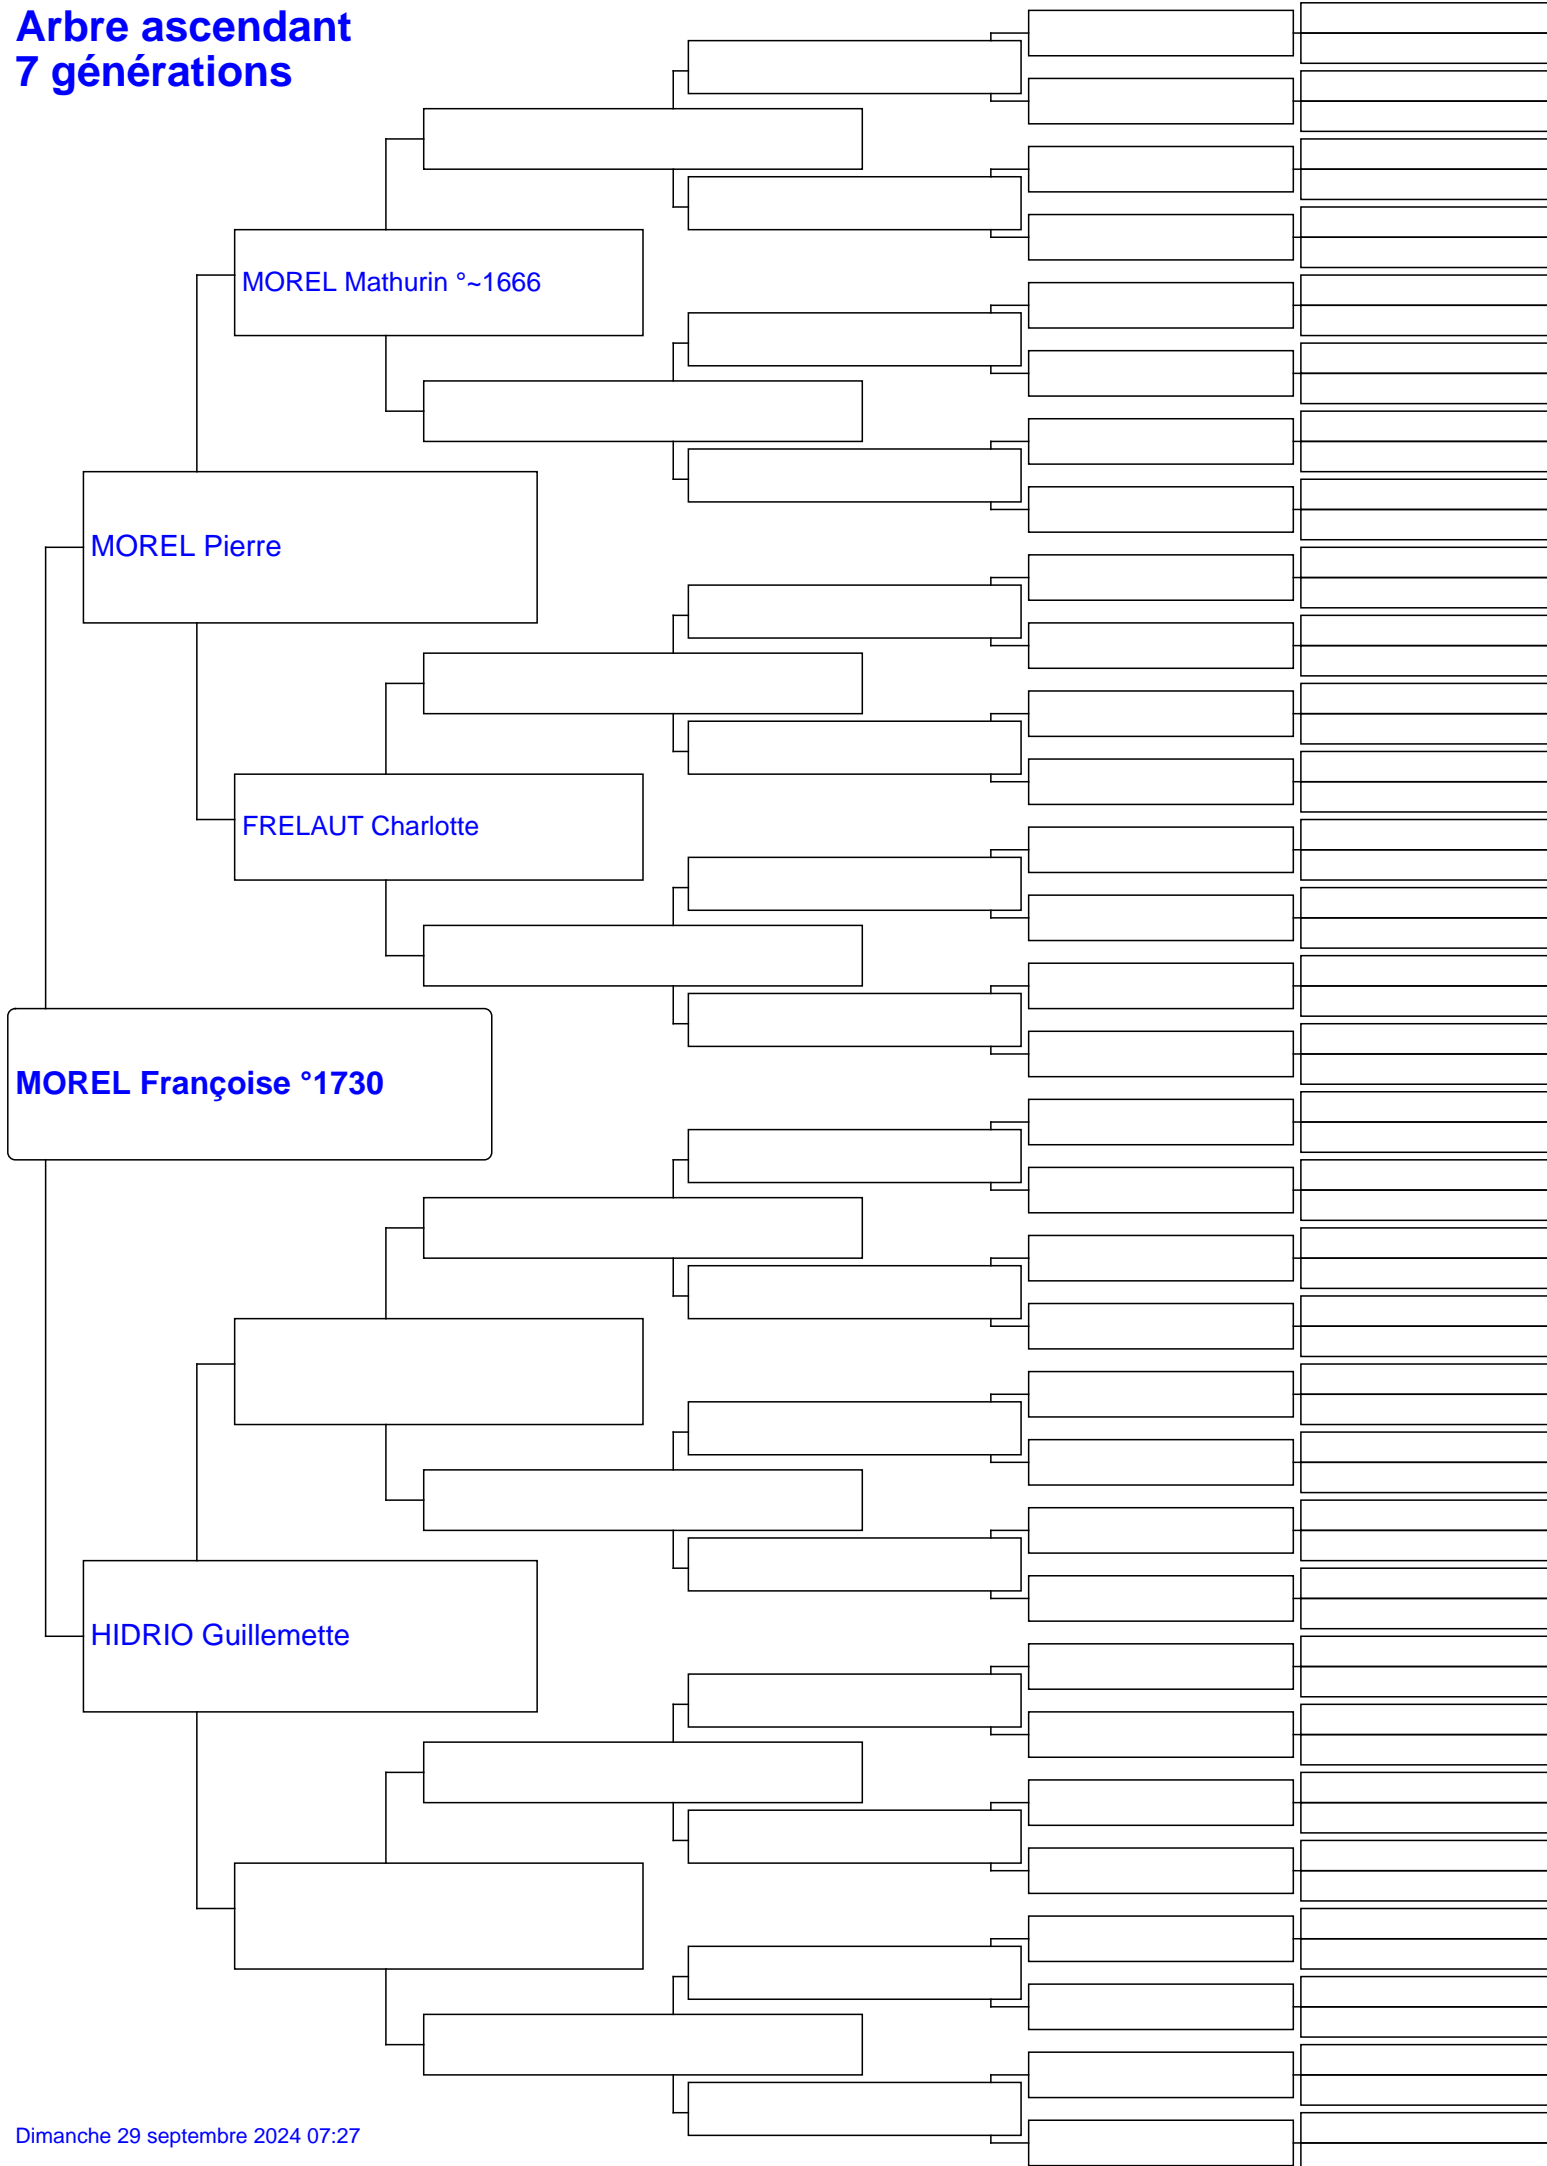 Arbre ascendant
7 générations
MOREL Mathurin °~1666
MOREL Pierre
FRELAUT Charlotte
MOREL Françoise °1730
HIDRIO Guillemette
Dimanche 29 septembre 2024 07:27